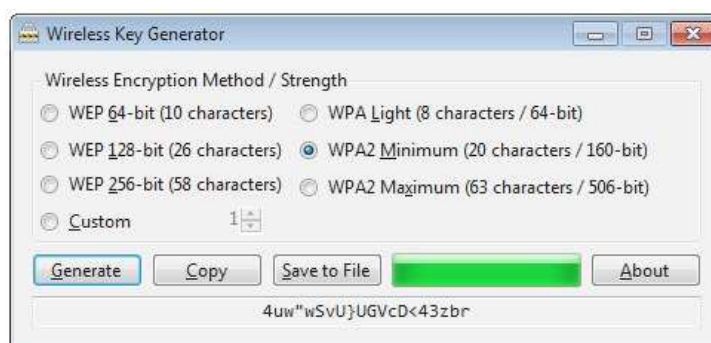 Wireless Key Generator
Wireless Encryption Method / Strength
WEP 64-bit (10 characters) WPA Light (8 characters / 64-bit)
WEP 128-bit (26 characters) WPA2 Minimum (20 characters / 160-bit)
WEP 256-bit (58 characters) WPA2 Maximum (63 characters / 506-bit)
Custom 1
Generate Copy Save to File About
4uw"wSvU}UGVcD<43zbr